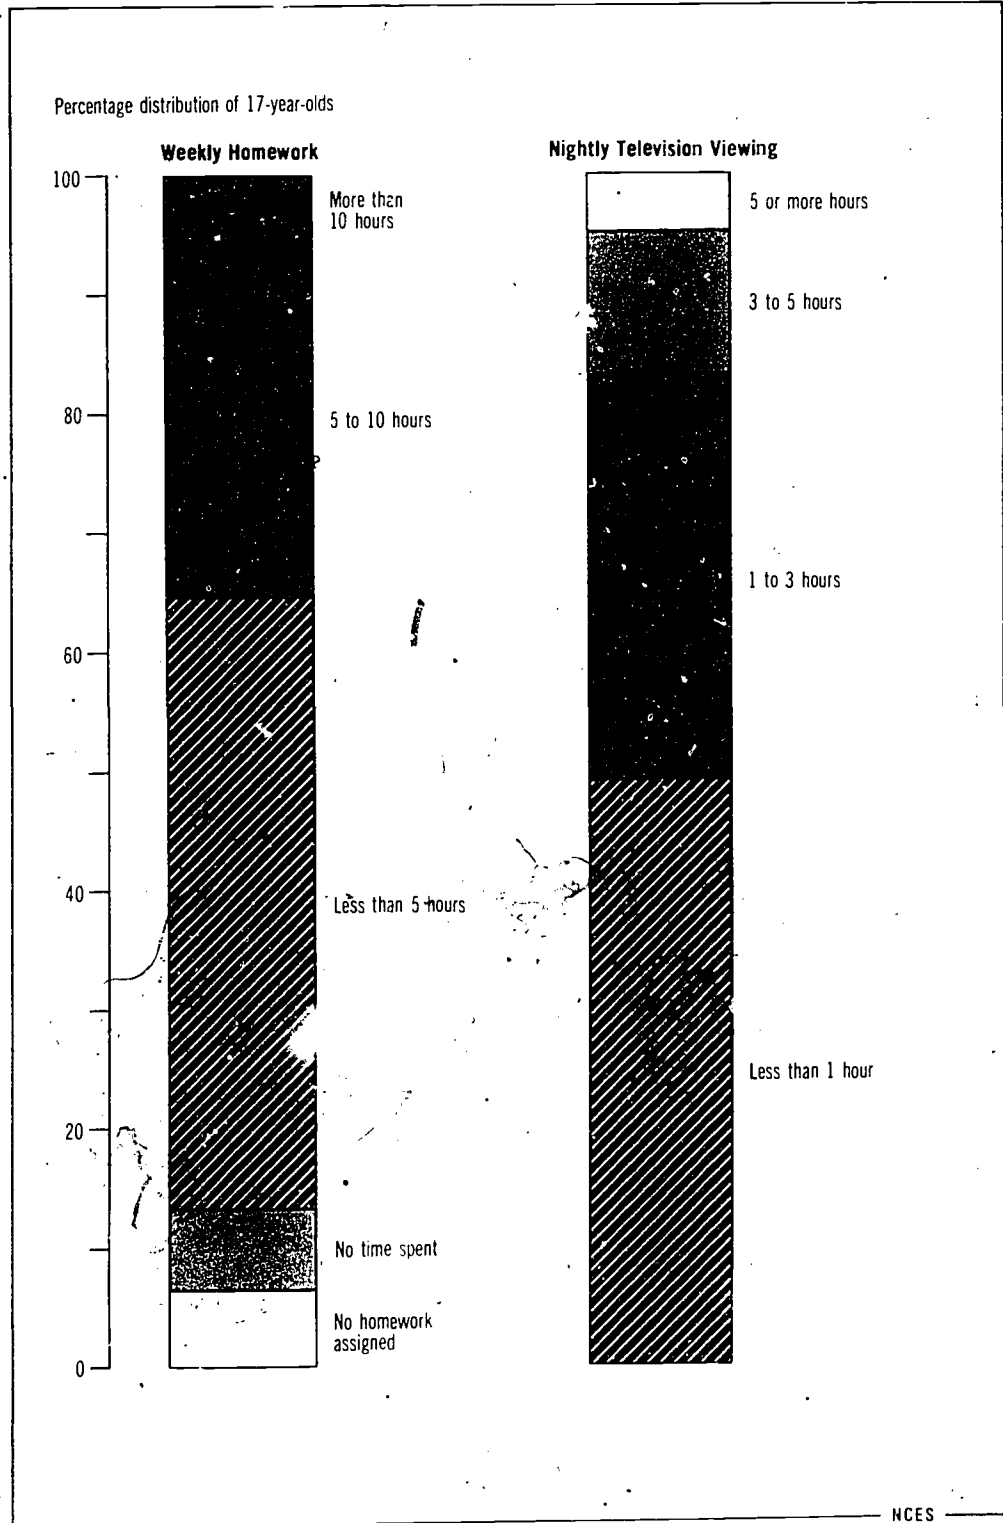 Percentage distribution of 17-year-olds
Weekly Homework
100
80
60
40
20
0
More than
10 hours
5 to 10 hours
Less than 5 hours
No time spent
No homework
assigned
Nightly Television Viewing
5 or more hours
3 to 5 hours
1 to 3 hours
Less than 1 hour
NCES